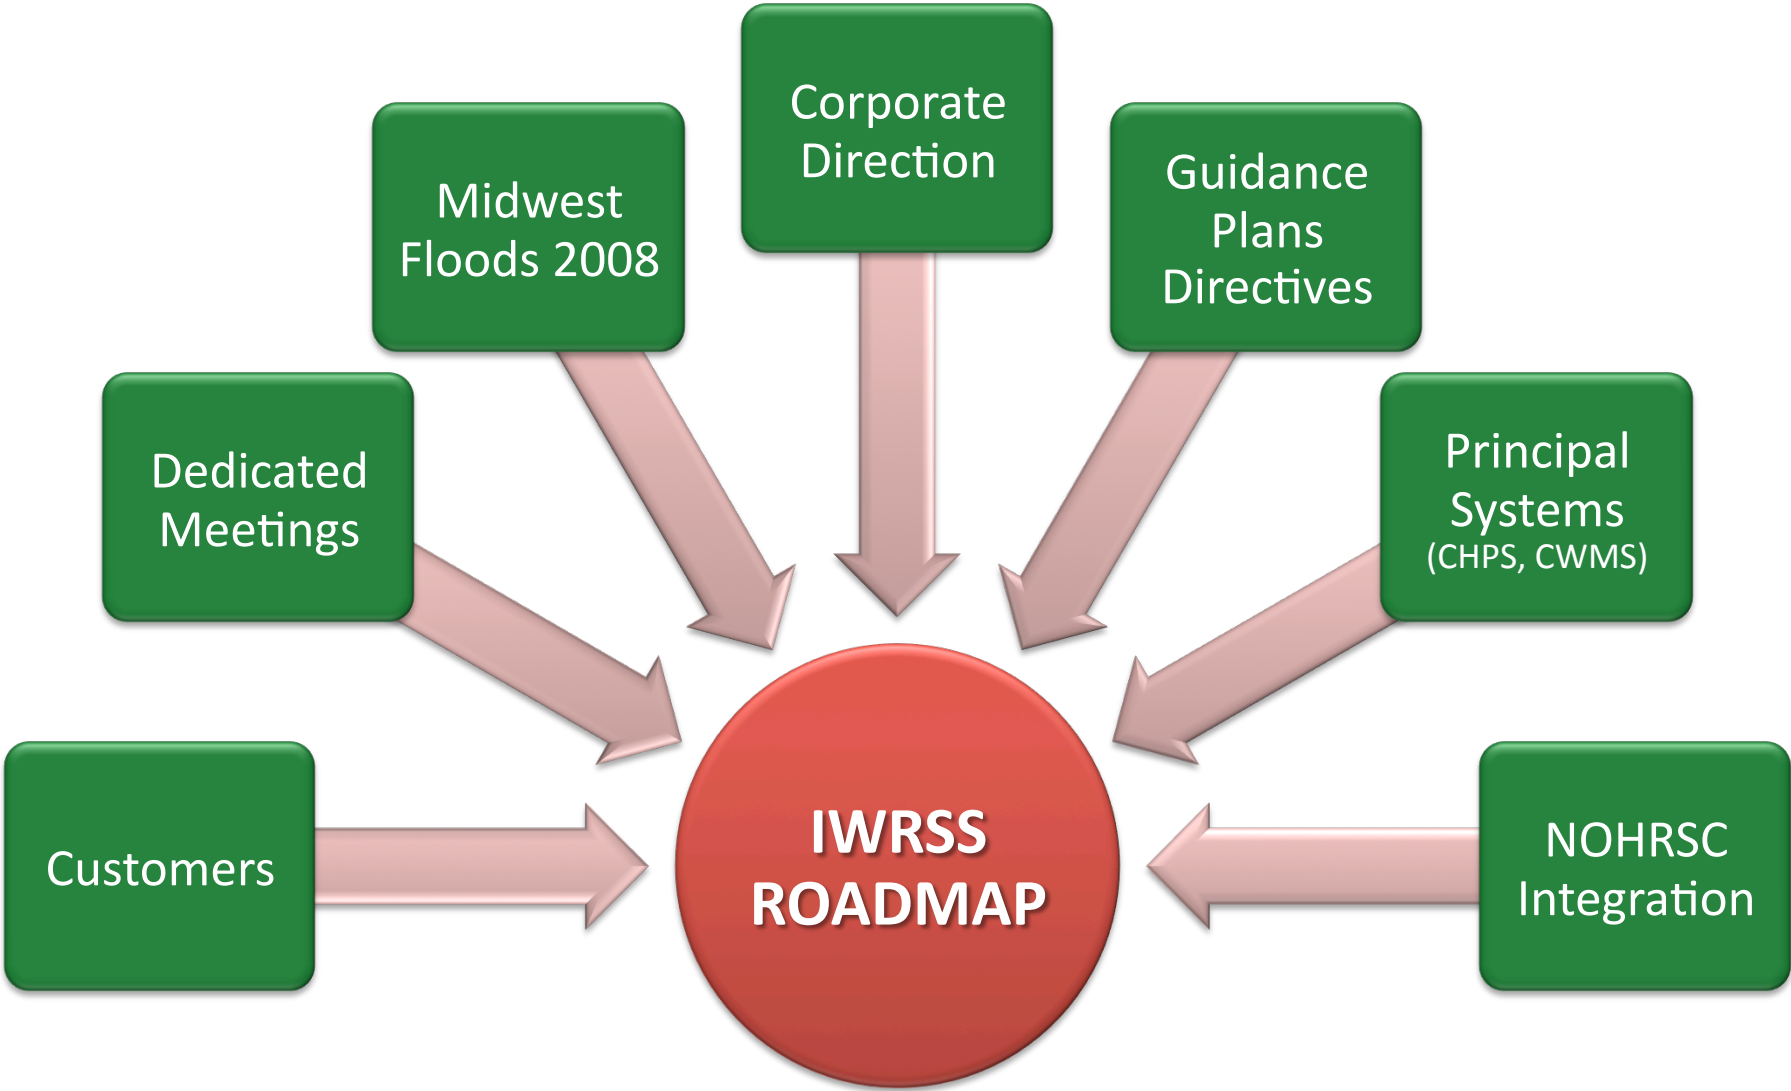 Corporate
Direction
Midwest
Floods 2008
Guidance
Plans
Directives
Dedicated
Meetings
Principal
Systems
(CHPS, CWMS)
Customers
IWRSS
ROADMAP
NOHRSC
Integration